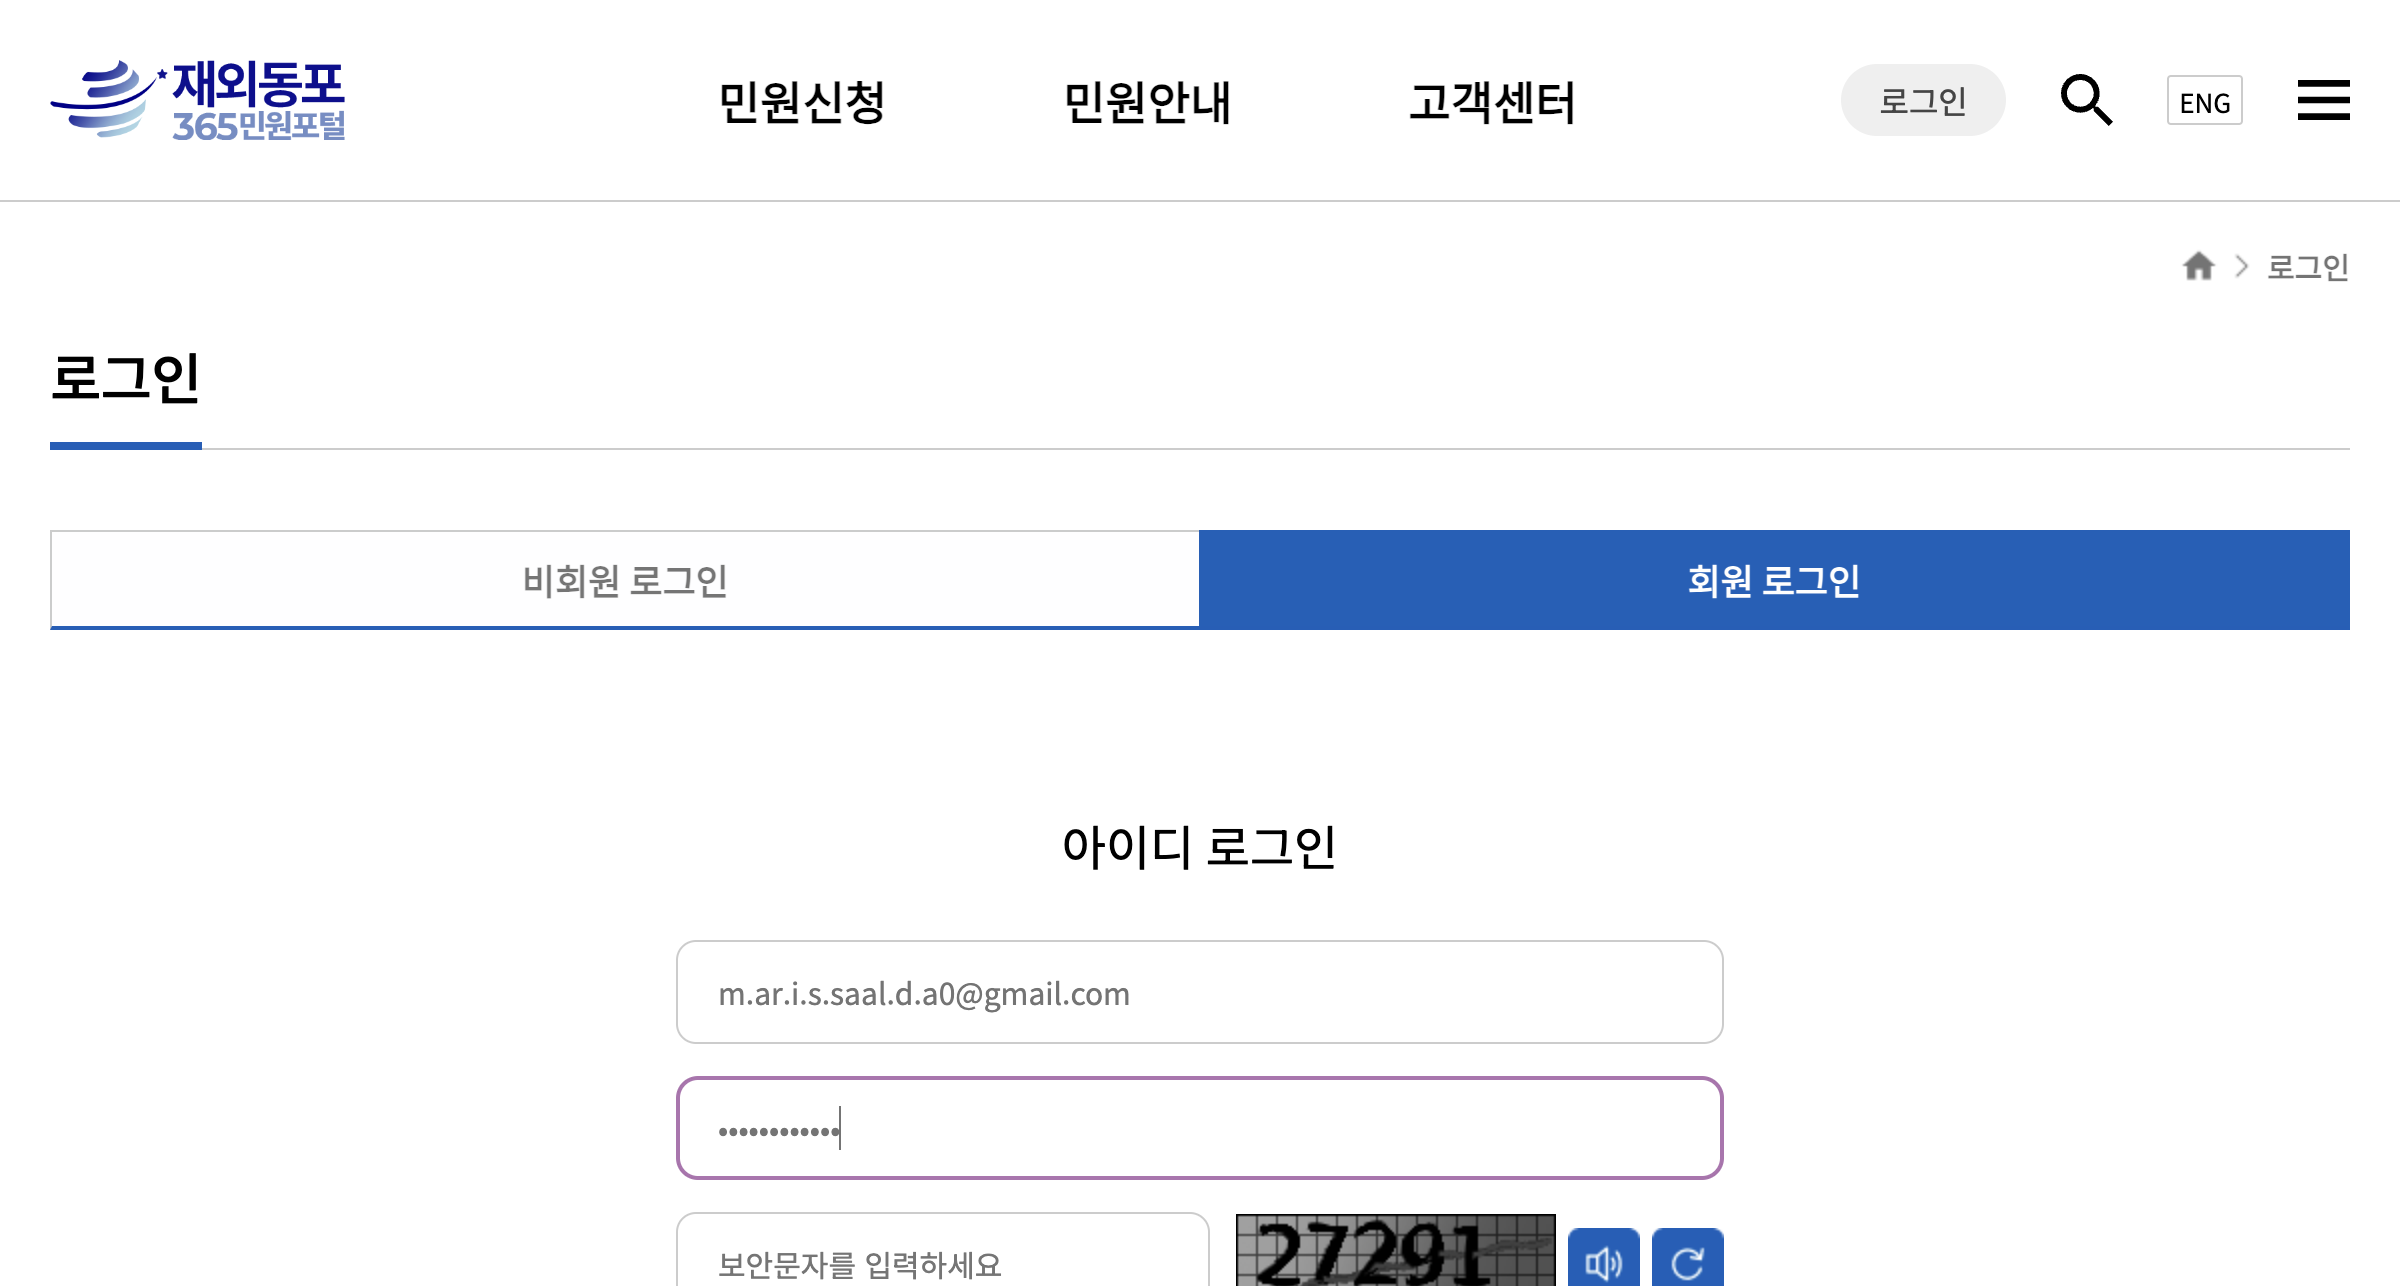 재외동포
365민원포털
민원신청
민원안내
고객센터
로그인
ENG
로그인
로그인
비회원 로그인
회원 로그인
아이디 로그인
m.ar.i.s.saal.d.a0@gmail.com
••••••••••••
보안문자를 입력하세요
27291